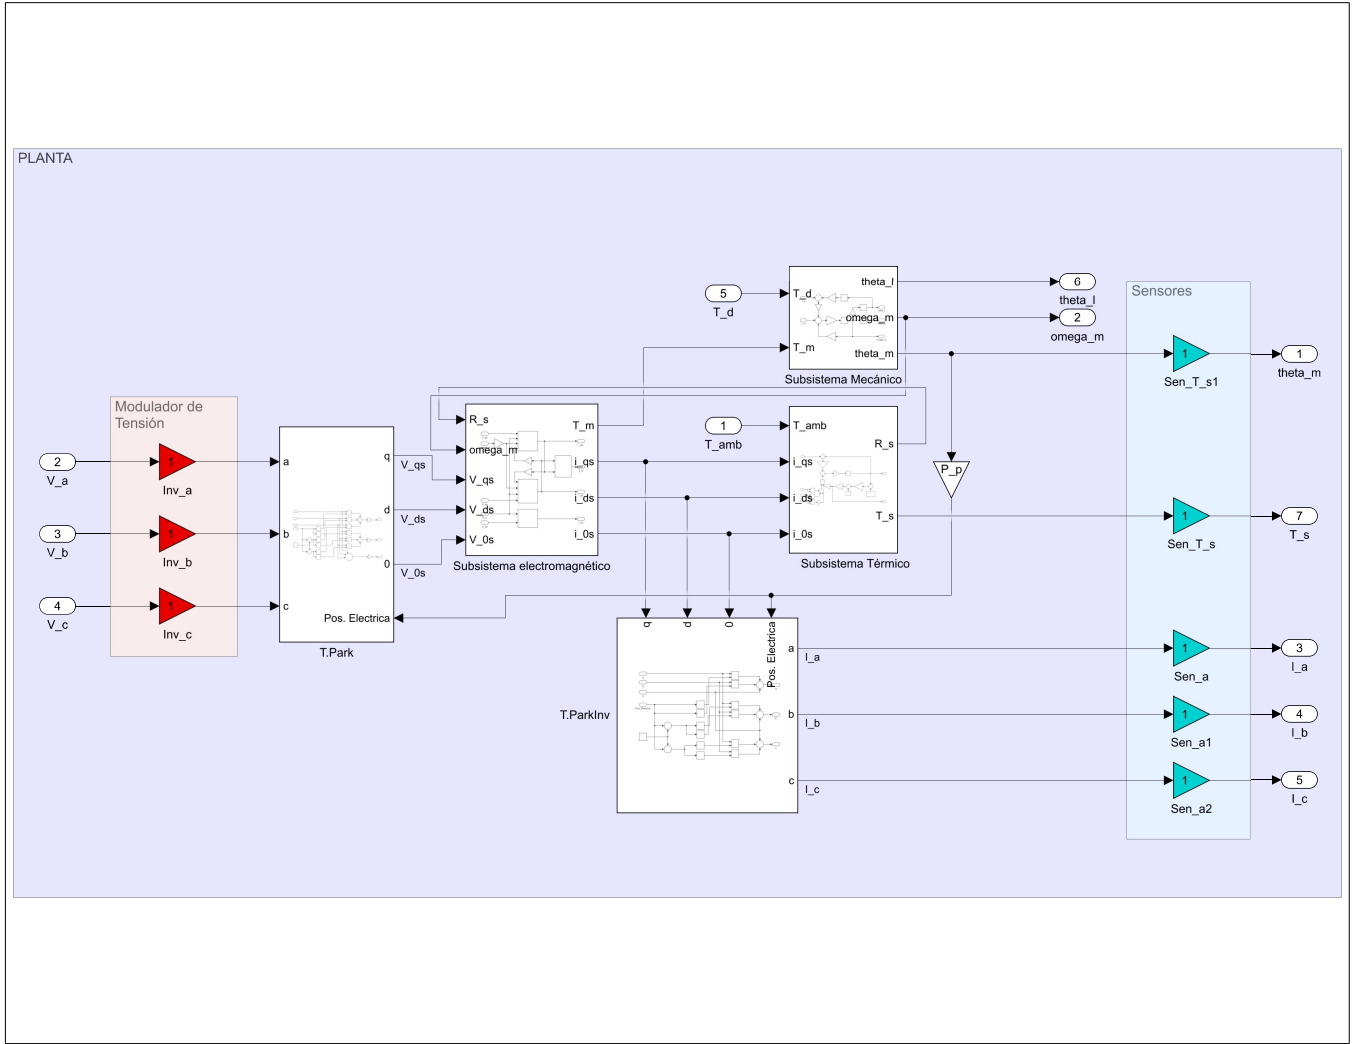 PLANTA
theta_l
6
theta_l
Sensores
5
T_d
T_d
omega_m
2
omega_m
T_m
theta_m
1
Sen_T_s1
1
theta_m
Subsistema Mecánico
Modulador de
Tensión
R_s
T_m
1
T_amb
T_amb
R_s
omega_m
2
V_a
1
Inv_a
a
q
V_qs
V_qs
i_qs
i_qs
P_p
i_ds
i_ds
d
V_ds
V_ds
T_s
1
Sen_T_s
7
T_s
3
V_b
1
Inv_b
b
V_0s
i_0s
i_0s
0
V_0s
Subsistema electromagnético
Subsistema Térmico
4
V_c
1
Inv_c
c
Pos. Electrica
T.Park
q
d
0
Pos. Electrica
a
I_a
1
Sen_a
3
I_a
T.ParkInv
b
I_b
1
Sen_a1
4
I_b
c
I_c
1
Sen_a2
5
I_c